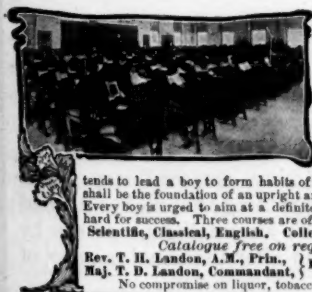 tends to lead a boy to form habits of
shall be the foundation of an upright a
Every boy is urged to aim at a definite
hard for success. Three courses are of
Scientific, Classical, English. Colle
Catalogue free on req
Rev. T. H. Landon, A.M., Prin.,
Maj. T. D. Landon, Commandant,
No compromise on liquor, tobacc